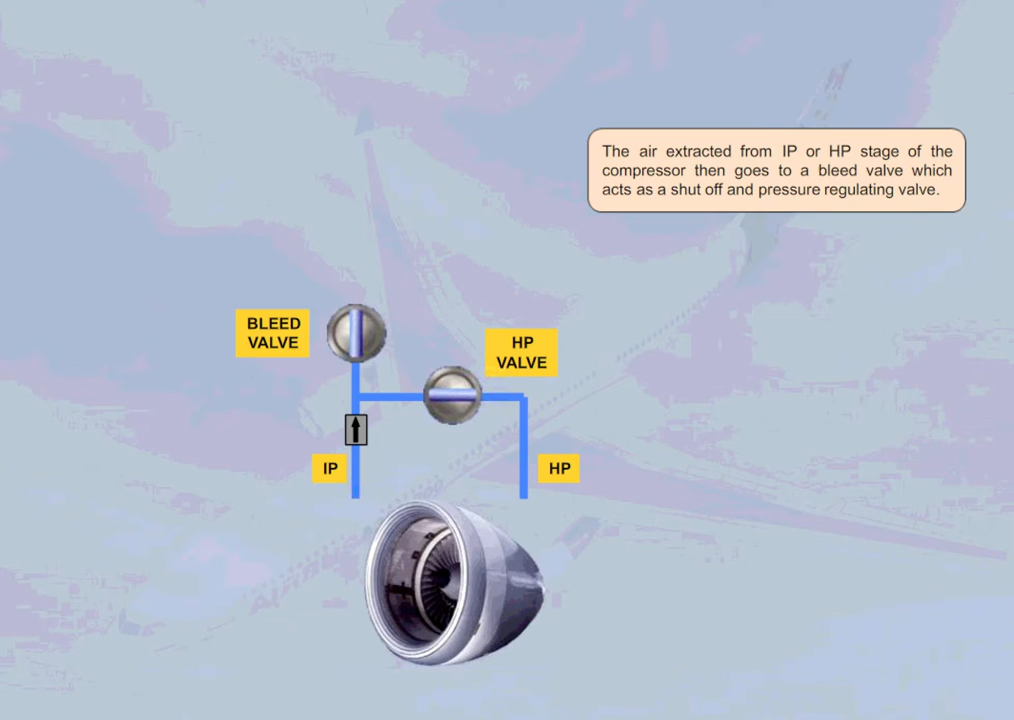 The air extracted from IP or HP stage of the
compressor then goes to a bleed valve which
acts as a shut off and pressure regulating valve.
BLEED
VALVE
HP
VALVE
IP
HP